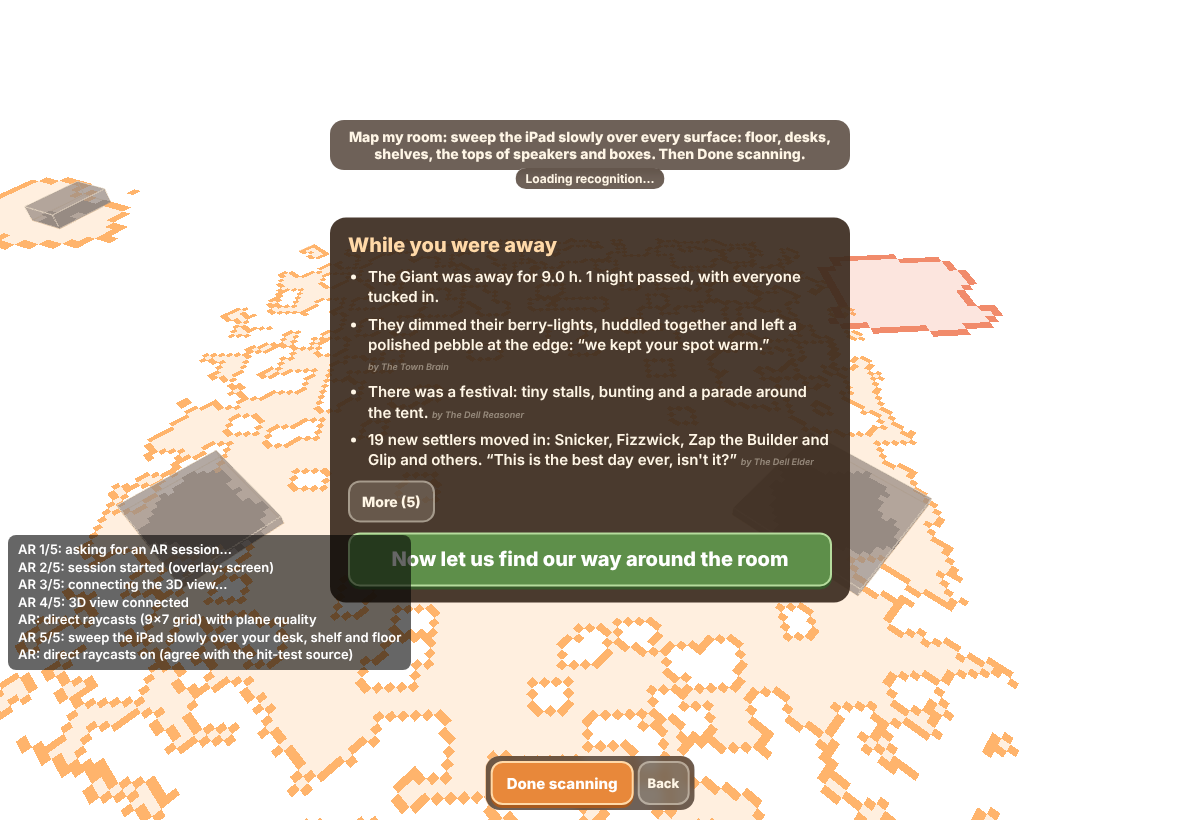 Map my room: sweep the iPad slowly over every surface: floor, desks,
shelves, the tops of speakers and boxes. Then Done scanning.
Loading recognition...
While you were away
• The Giant was away for 9.0 h. 1 night passed, with everyone
tucked in.
• They dimmed their berry-lights, huddled together and left a
polished pebble at the edge: “we kept your spot warm.”
by The Town Brain
• There was a festival: tiny stalls, bunting and a parade around
the tent. by The Dell Reasoner
• 19 new settlers moved in: Snicker, Fizzwick, Zap the Builder and
Glip and others. “This is the best day ever, isn't it?” by The Dell Elder
More (5)
Now let us find our way around the room
AR 1/5: asking for an AR session...
AR 2/5: session started (overlay: screen)
AR 3/5: connecting the 3D view...
AR 4/5: 3D view connected
AR: direct raycasts (9×7 grid) with plane quality
AR 5/5: sweep the iPad slowly over your desk, shelf and floor
AR: direct raycasts on (agree with the hit-test source)
Done scanning
Back